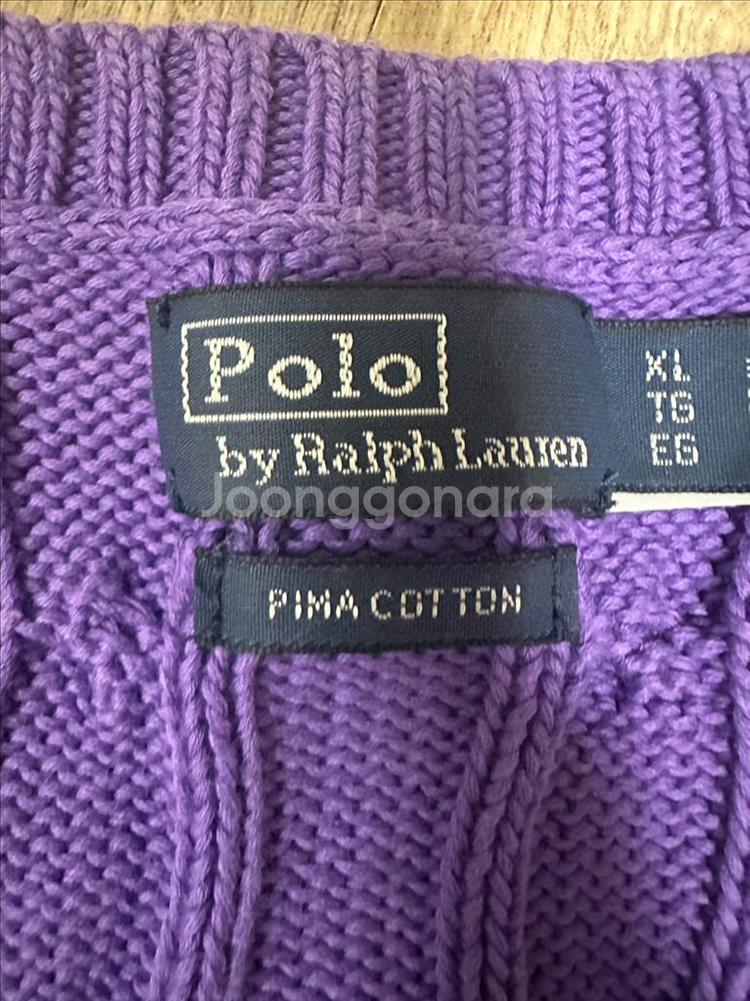 Polo
by Ralph Lauren
XL
TG
EG
Joonggonara
PIMA COTTON